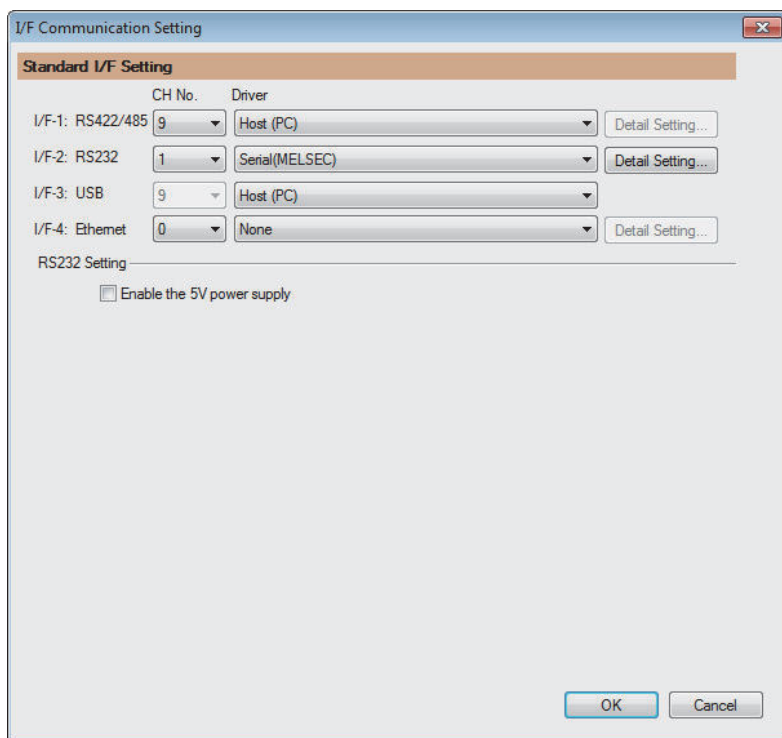 I/F Communication Setting
Standard I/F Setting
CH No. Driver
I/F-1: RS422/485 9 Host (PC) Detail Setting...
I/F-2: RS232 1 Serial(MELSEC) Detail Setting...
I/F-3: USB 9 Host (PC)
I/F-4: Ethernet 0 None Detail Setting...
RS232 Setting
Enable the 5V power supply
OK Cancel